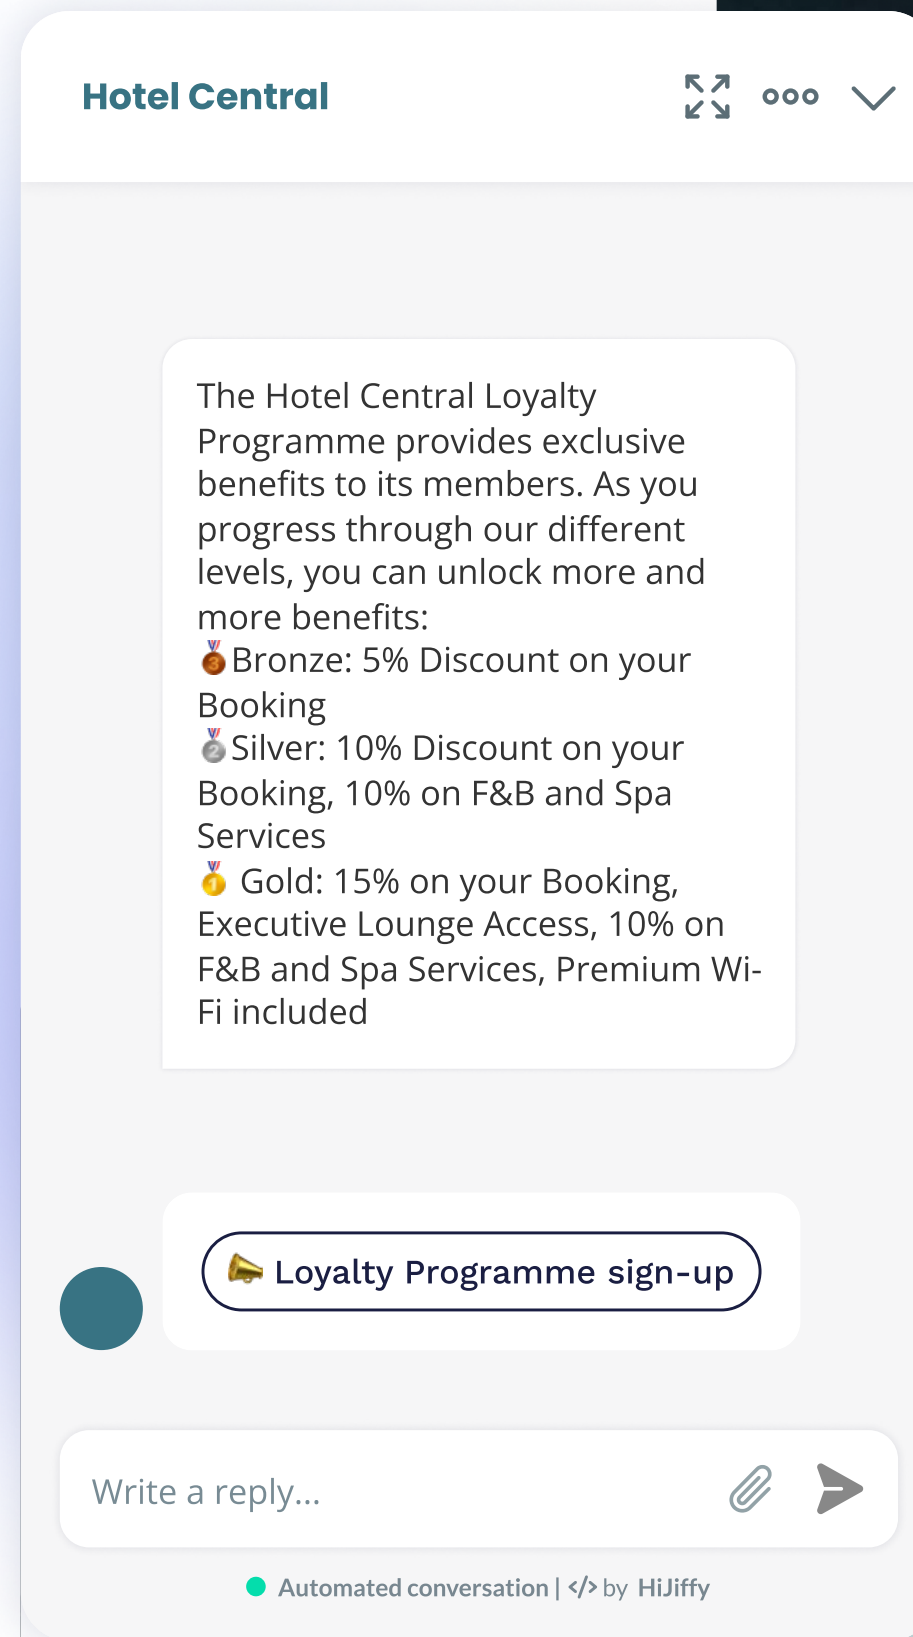 Hotel Central
The Hotel Central Loyalty
Programme provides exclusive
benefits to its members. As you
progress through our different
levels, you can unlock more and
more benefits:
🥉Bronze: 5% Discount on your
Booking
🥈Silver: 10% Discount on your
Booking, 10% on F&B and Spa
Services
🥇 Gold: 15% on your Booking,
Executive Lounge Access, 10% on
F&B and Spa Services, Premium Wi-
Fi included
Loyalty Programme sign-up
Write a reply...
Automated conversation | </> by HiJiffy